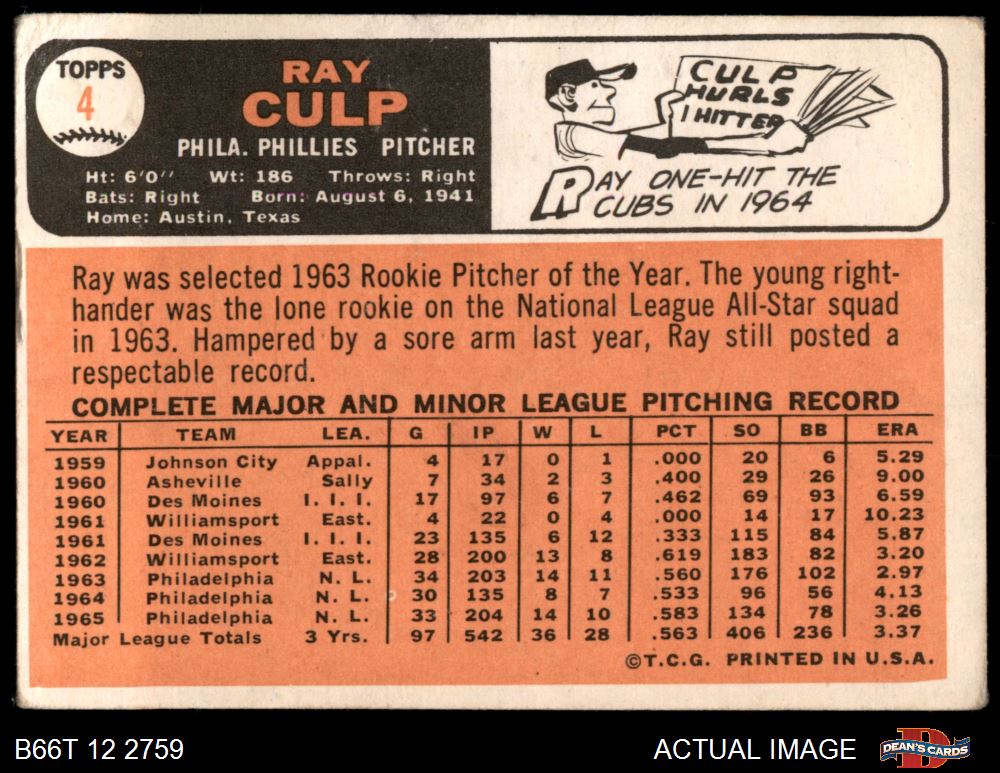 TOPPS
4
RAY
CULP
PHILA. PHILLIES PITCHER
Ht: 6'0" Wt: 186 Throws: Right
Bats: Right Born: August 6, 1941
Home: Austin, Texas
CULP
HURLS
1 HITTER
RAY ONE-HIT THE
CUBS IN 1964
Ray was selected 1963 Rookie Pitcher of the Year. The young right-
hander was the lone rookie on the National League All-Star squad
in 1963. Hampered by a sore arm last year, Ray still posted a
respectable record.
COMPLETE MAJOR AND MINOR LEAGUE PITCHING RECORD
YEAR TEAM LEA. G IP W L PCT SO BB ERA
1959 Johnson City Appal. 4 17 0 1 .000 20 6 5.29
1960 Asheville Sally 7 34 2 3 .400 29 26 9.00
1960 Des Moines I. I. I. 17 97 6 7 .462 69 93 6.59
1961 Williamsport East. 4 22 0 4 .000 14 17 10.23
1961 Des Moines I. I. I. 23 135 6 12 .333 115 84 5.87
1962 Williamsport East. 28 200 13 8 .619 183 82 3.20
1963 Philadelphia N. L. 34 203 14 11 .560 176 102 2.97
1964 Philadelphia N. L. 30 135 8 7 .533 96 56 4.13
1965 Philadelphia N. L. 33 204 14 10 .583 134 78 3.26
Major League Totals 3 Yrs. 97 542 36 28 .563 406 236 3.37
©T.C.G. PRINTED IN U.S.A.
B66T 12 2759
ACTUAL IMAGE
DEAN'S CARDS